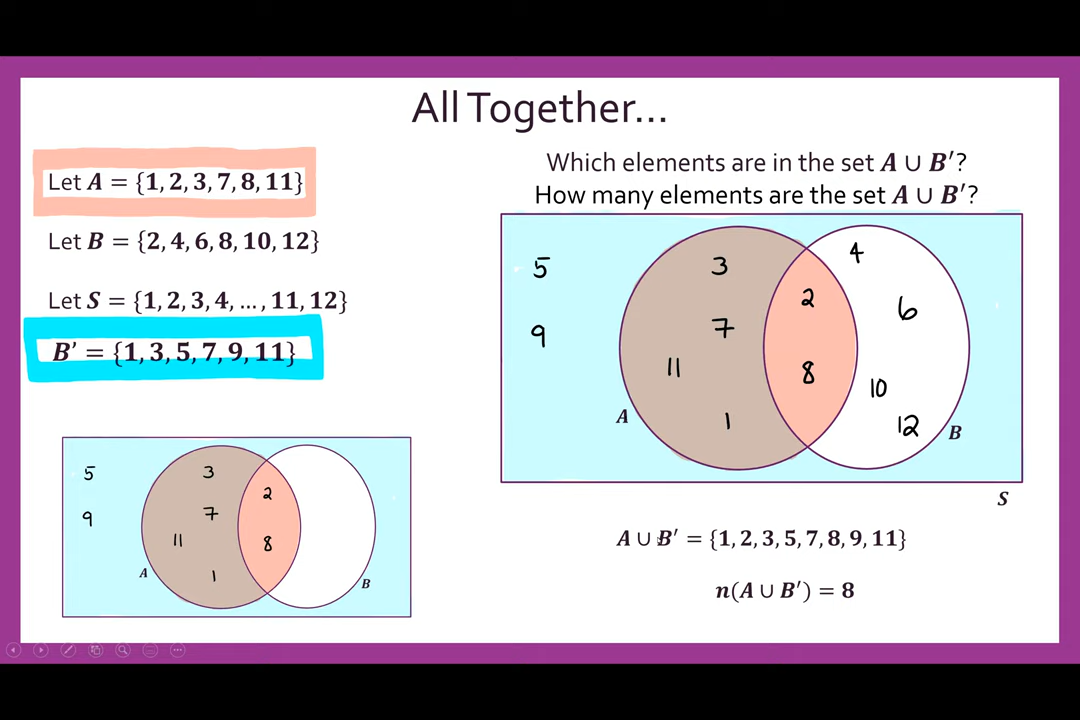 All Together...
Let A = {1, 2, 3, 7, 8, 11}
Let B = {2, 4, 6, 8, 10, 12}
Let S = {1, 2, 3, 4, ... , 11, 12}
B' = {1, 3, 5, 7, 9, 11}
5
9
3
7
11
1
2
8
A
B
Which elements are in the set A ∪ B'?
How many elements are the set A ∪ B'?
5
9
3
7
11
1
2
8
4
6
10
12
A
B
S
A ∪ B' = {1, 2, 3, 5, 7, 8, 9, 11}
n(A ∪ B') = 8